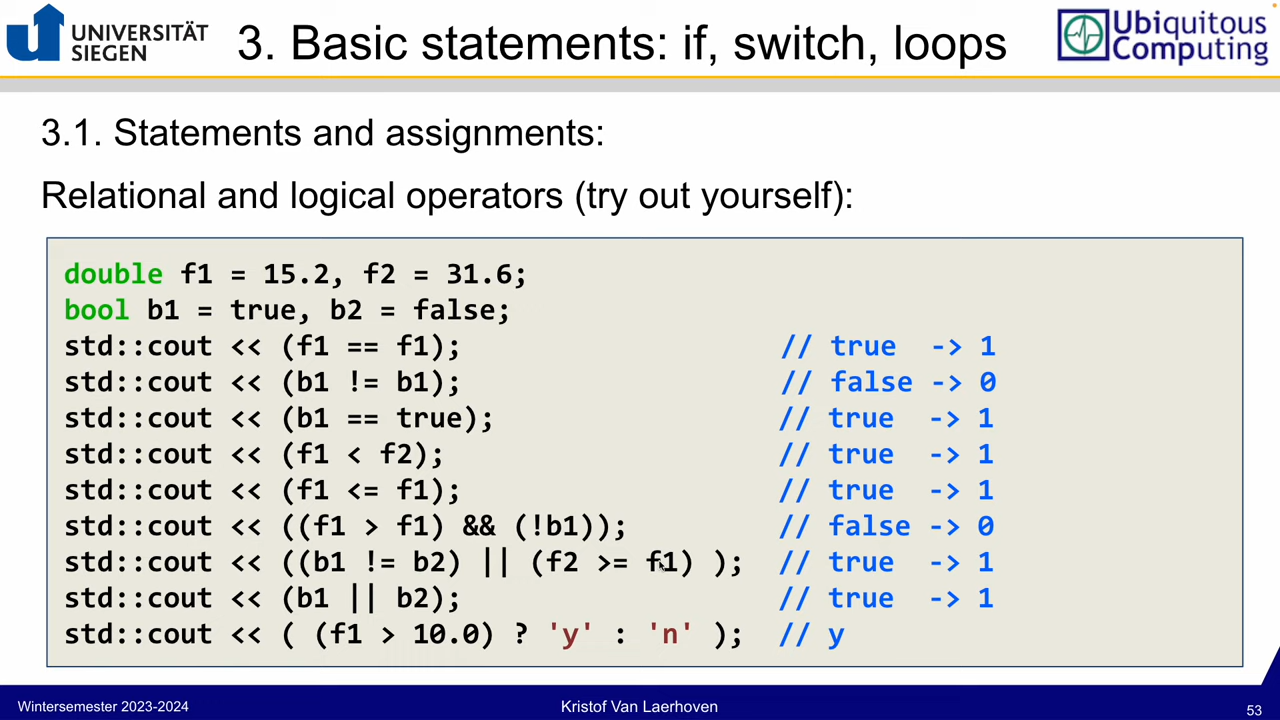 UNIVERSITÄT
SIEGEN
3. Basic statements: if, switch, loops
Ubiquitous
Computing
3.1. Statements and assignments:
Relational and logical operators (try out yourself):
double f1 = 15.2, f2 = 31.6;
bool b1 = true, b2 = false;
std::cout << (f1 == f1); // true -> 1
std::cout << (b1 != b1); // false -> 0
std::cout << (b1 == true); // true -> 1
std::cout << (f1 < f2); // true -> 1
std::cout << (f1 <= f1); // true -> 1
std::cout << ((f1 > f1) && (!b1)); // false -> 0
std::cout << ((b1 != b2) || (f2 >= f1) ); // true -> 1
std::cout << (b1 || b2); // true -> 1
std::cout << ( (f1 > 10.0) ? 'y' : 'n' ); // y
Wintersemester 2023-2024
Kristof Van Laerhoven
53